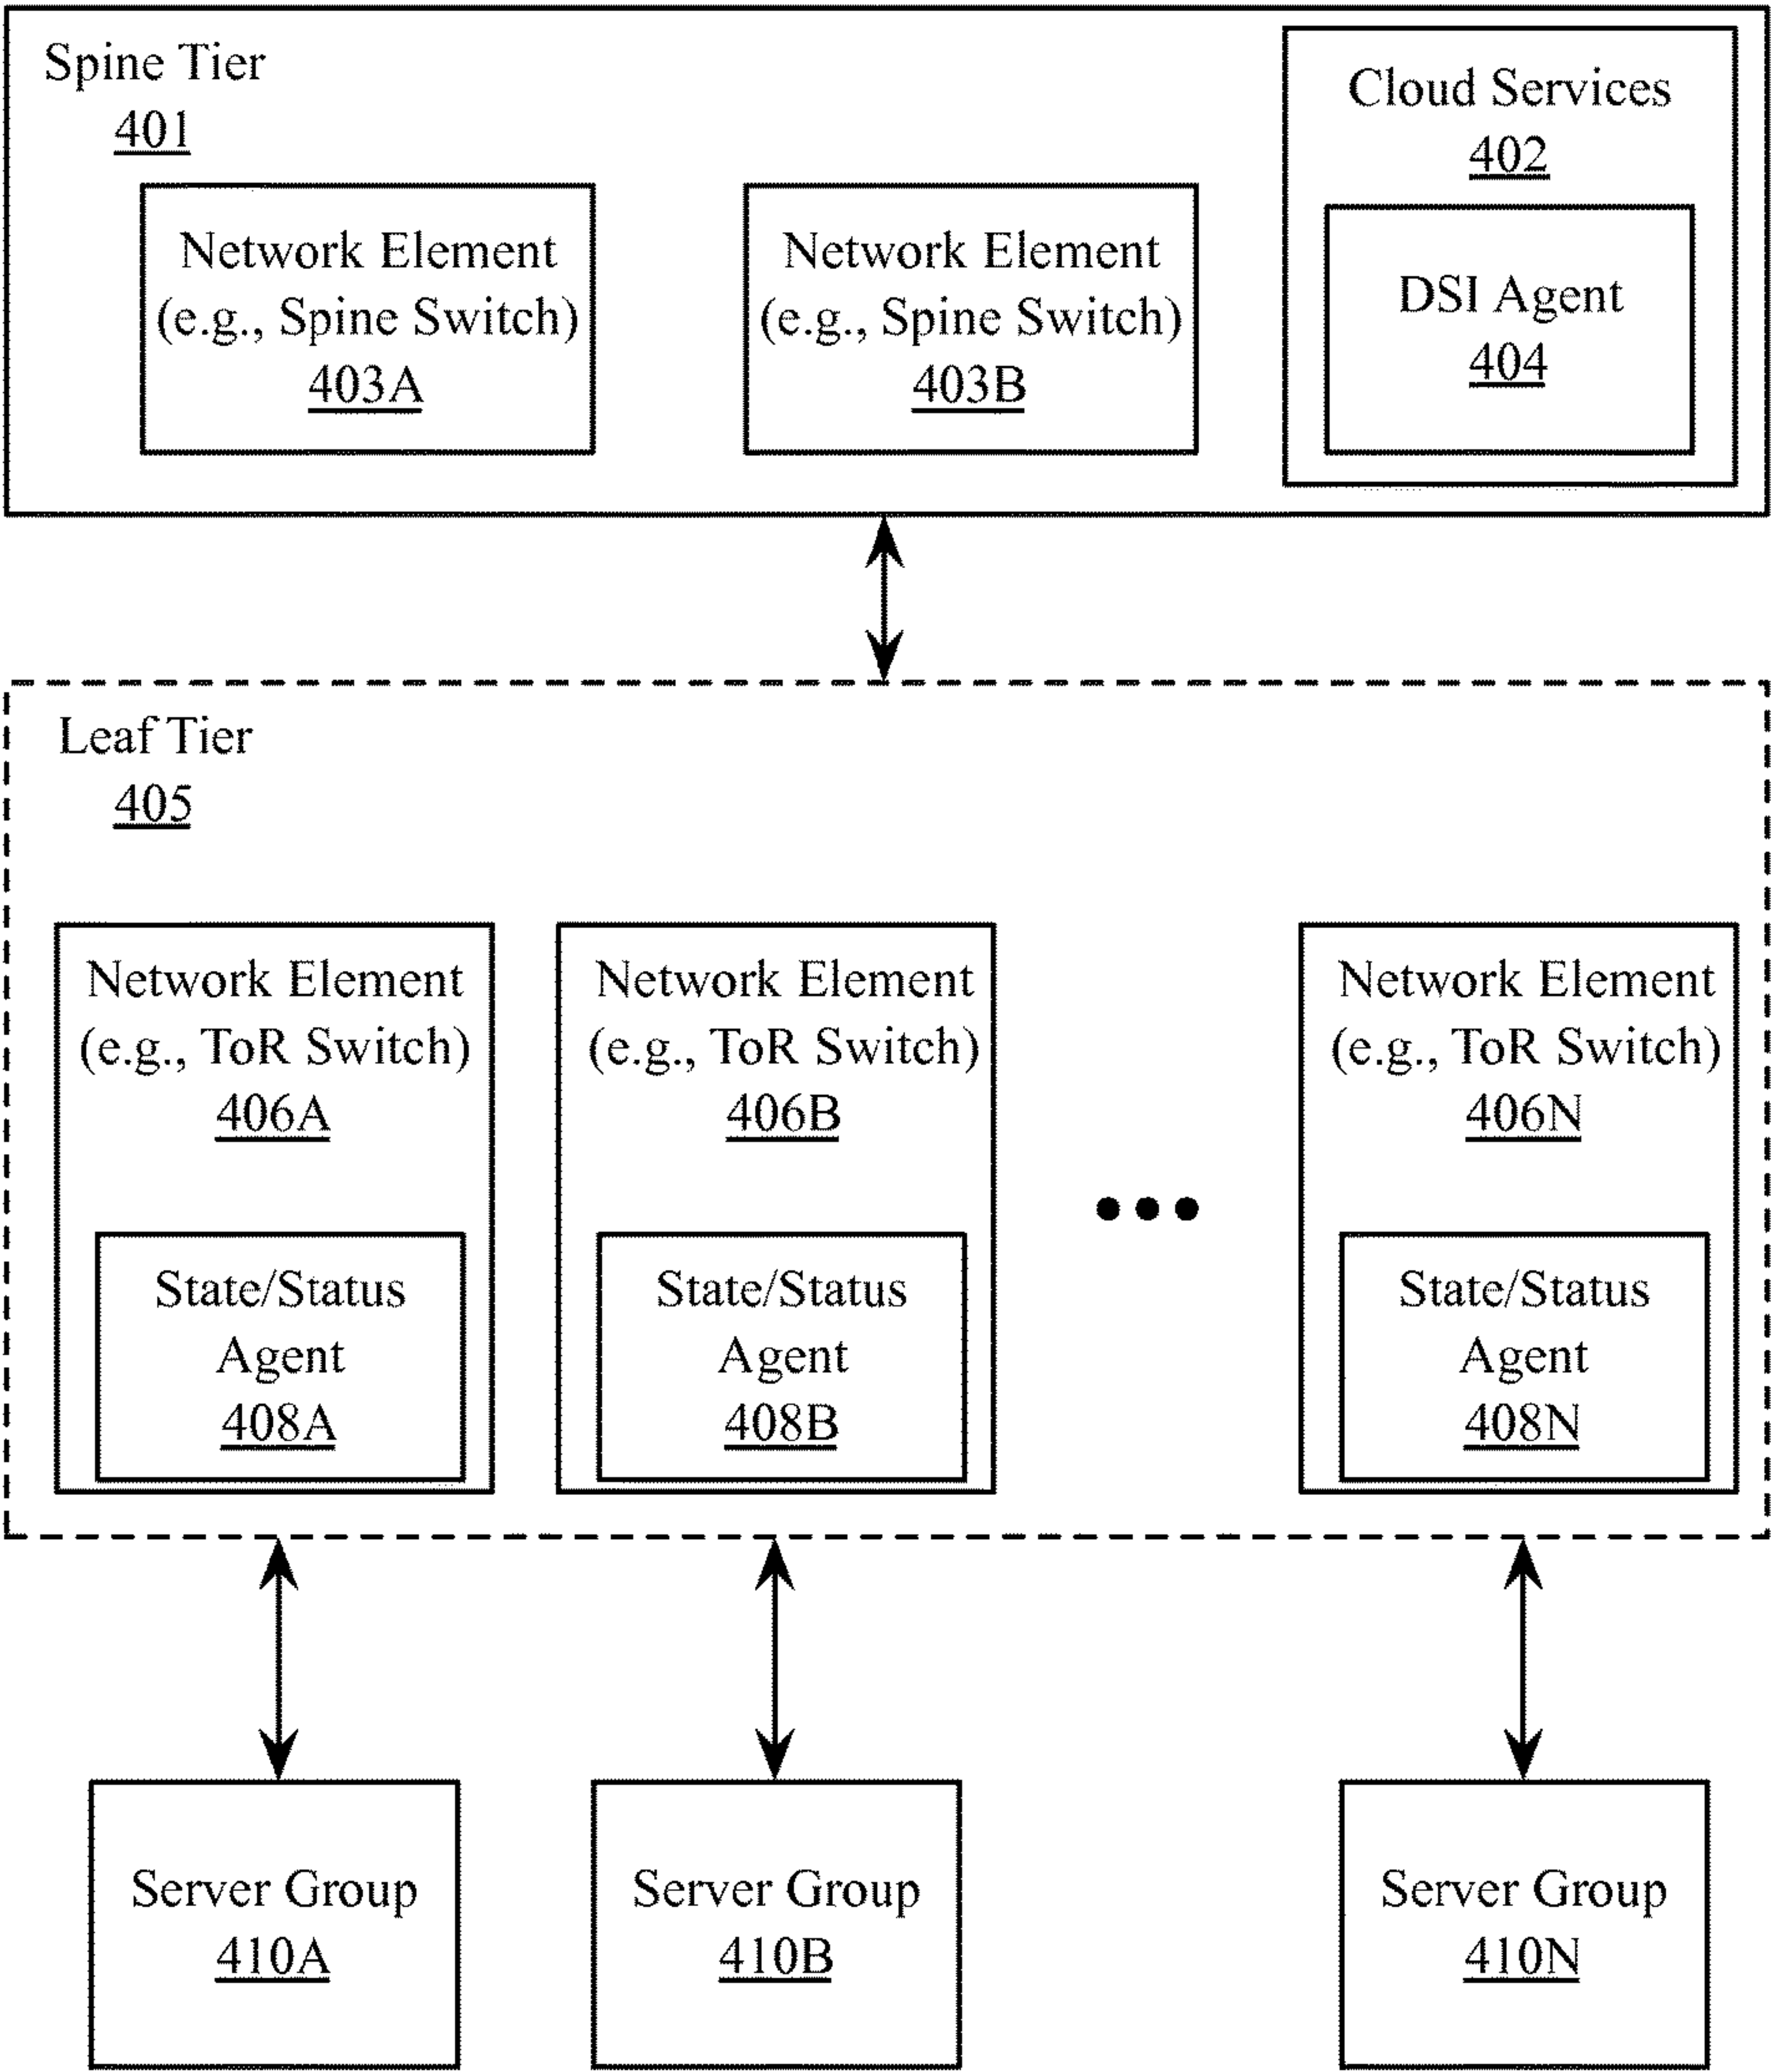 Spine Tier
401
Cloud Services
402
Network Element
(e.g., Spine Switch)
403A
Network Element
(e.g., Spine Switch)
403B
DSI Agent
404
Leaf Tier
405
Network Element
(e.g., ToR Switch)
406A
Network Element
(e.g., ToR Switch)
406B
Network Element
(e.g., ToR Switch)
406N
State/Status
Agent
408A
State/Status
Agent
408B
State/Status
Agent
408N
Server Group
410A
Server Group
410B
Server Group
410N